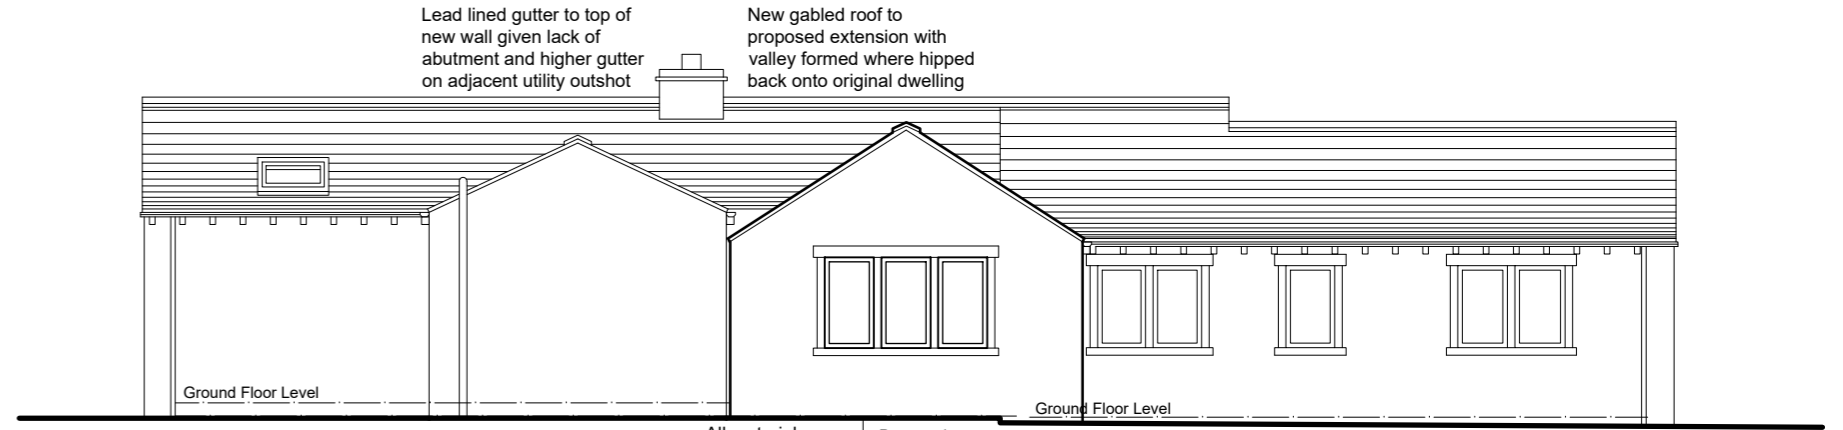 Lead lined gutter to top of
new wall given lack of
abutment and higher gutter
on adjacent utility outshot
New gabled roof to
proposed extension with
valley formed where hipped
back onto original dwelling
Ground Floor Level
Ground Floor Level